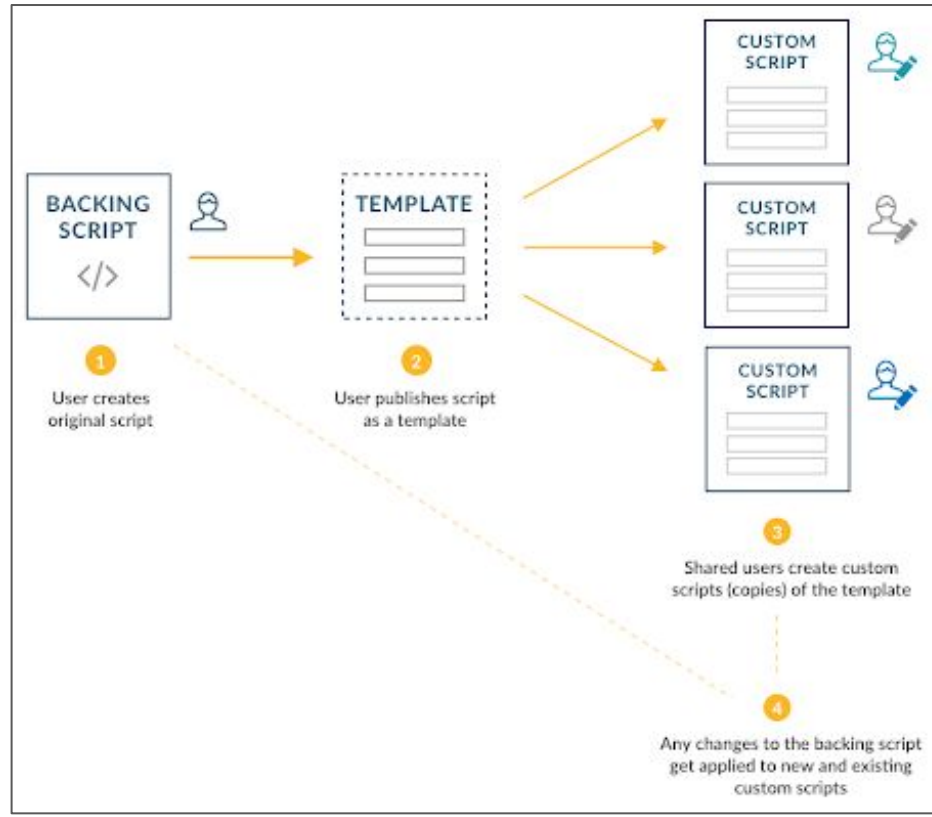 CUSTOM
SCRIPT
BACKING
SCRIPT
</>
TEMPLATE
CUSTOM
SCRIPT
CUSTOM
SCRIPT
1
User creates
original script
2
User publishes script
as a template
3
Shared users create custom
scripts (copies) of the template
4
Any changes to the backing script
get applied to new and existing
custom scripts